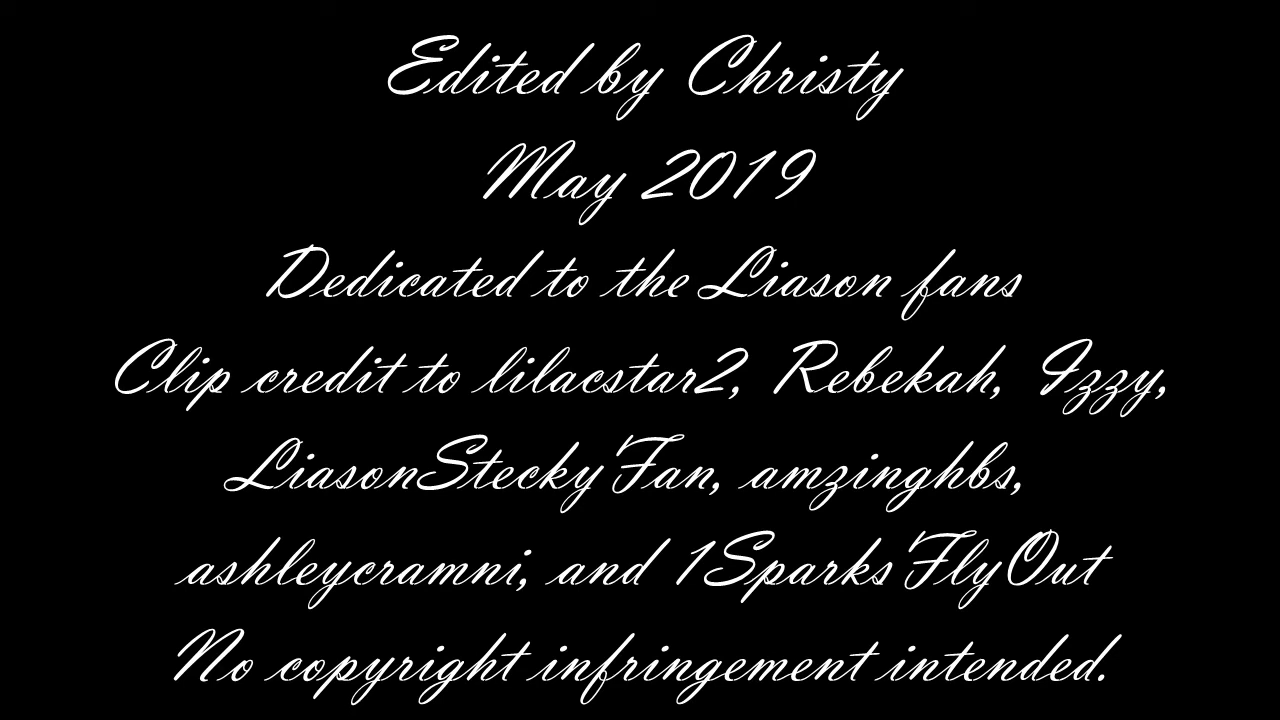 Edited by Christy
May 2019
Dedicated to the Liason fans
Clip credit to lilacstar2, Rebekah, Izzy,
LiasonSteckyFan, amzinghbs,
ashleycramni, and 1SparksFlyOut
No copyright infringement intended.